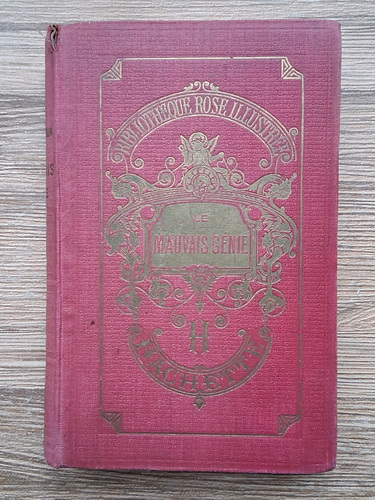 BIBLIOTHÈQUE ROSE ILLUSTRÉE
LE
MAUVAIS GÉNIE
H
HACHETTE